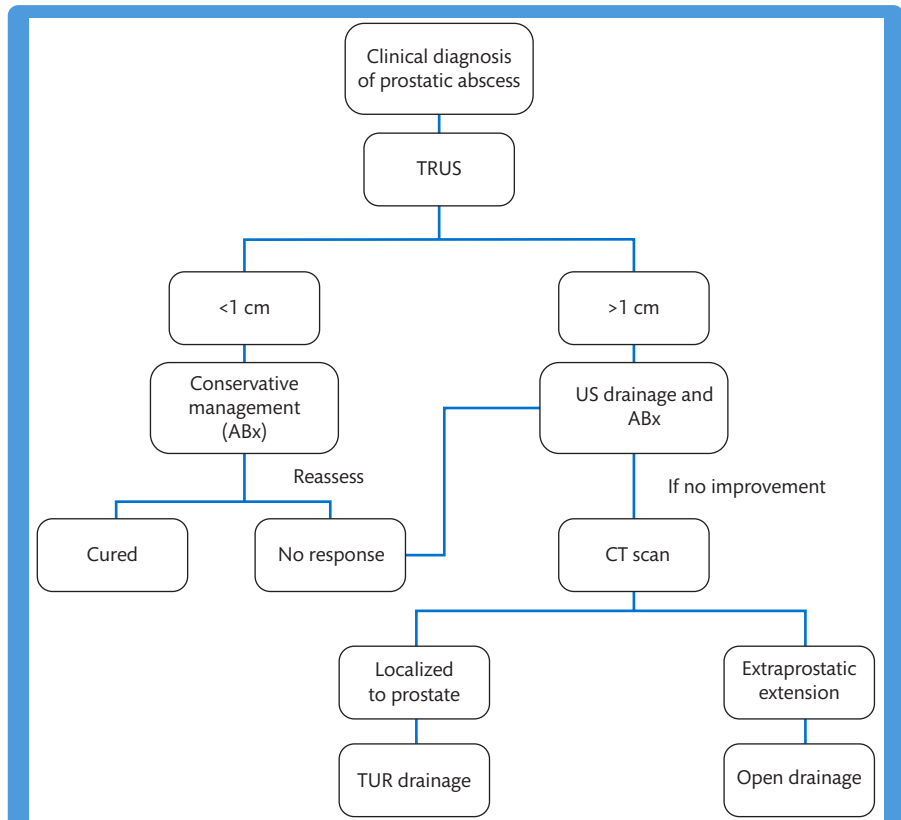 Clinical diagnosis
of prostatic abscess
TRUS
<1 cm
>1 cm
Conservative
management
(ABx)
US drainage and
ABx
Reassess
If no improvement
Cured
No response
CT scan
Localized
to prostate
Extraprostatic
extension
TUR drainage
Open drainage